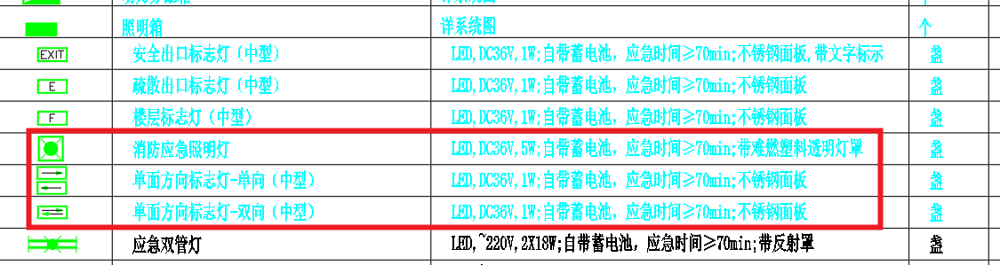 照明箱 详系统图 个
EXIT 安全出口标志灯（中型） LED,DC36V,1W;自带蓄电池，应急时间≥70min;不锈钢面板,带文字标示 盏
E 疏散出口标志灯（中型） LED,DC36V,1W;自带蓄电池，应急时间≥70min;不锈钢面板 盏
F 楼层标志灯（中型） LED,DC36V,1W;自带蓄电池，应急时间≥70min;不锈钢面板 盏
消防应急照明灯 LED,DC36V,5W;自带蓄电池，应急时间≥70min;带难燃塑料透明灯罩 盏
单面方向标志灯-单向（中型） LED,DC36V,1W;自带蓄电池，应急时间≥70min;不锈钢面板 盏
单面方向标志灯-双向（中型） LED,DC36V,1W;自带蓄电池，应急时间≥70min;不锈钢面板 盏
应急双管灯 LED,~220V,2X18W;自带蓄电池，应急时间≥70min;带反射罩 盏